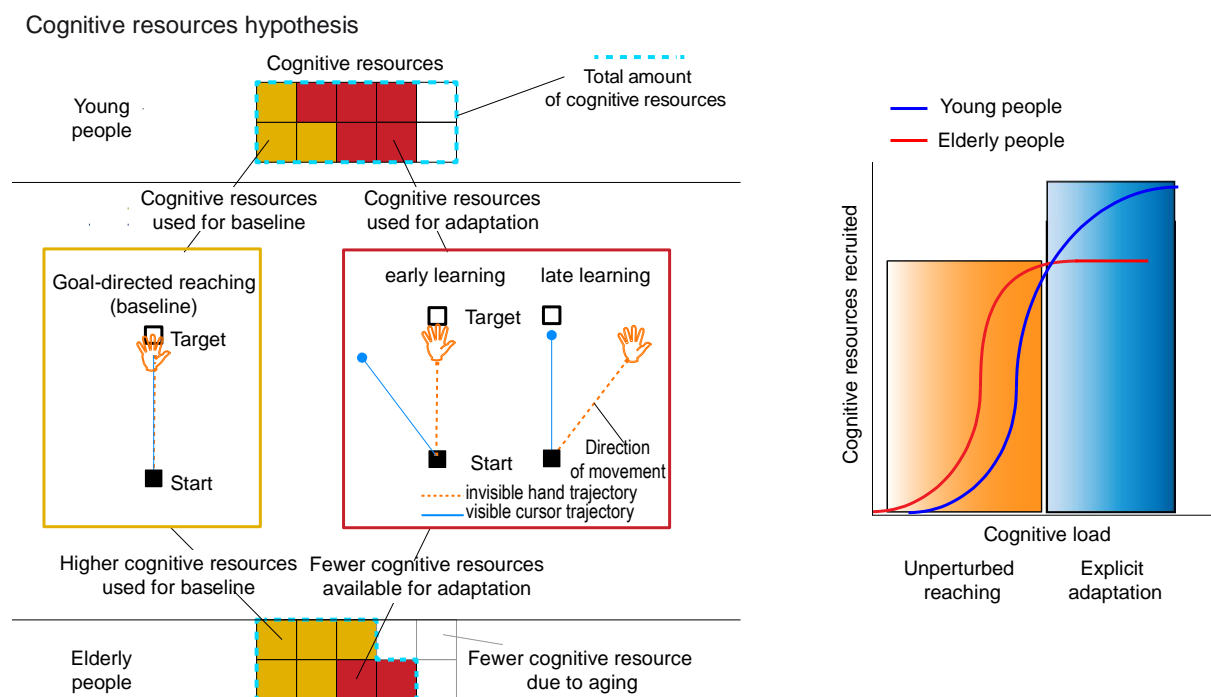 Cognitive resources hypothesis
Cognitive resources
Total amount
of cognitive resources
Young
people
Cognitive resources
used for baseline
Cognitive resources
used for adaptation
Goal-directed reaching
(baseline)
Target
Start
early learning
late learning
Target
Start
Direction
of movement
invisible hand trajectory
visible cursor trajectory
Higher cognitive resources
used for baseline
Fewer cognitive resources
available for adaptation
Elderly
people
Fewer cognitive resource
due to aging
Young people
Elderly people
Cognitive resources recruited
Cognitive load
Unperturbed
reaching
Explicit
adaptation